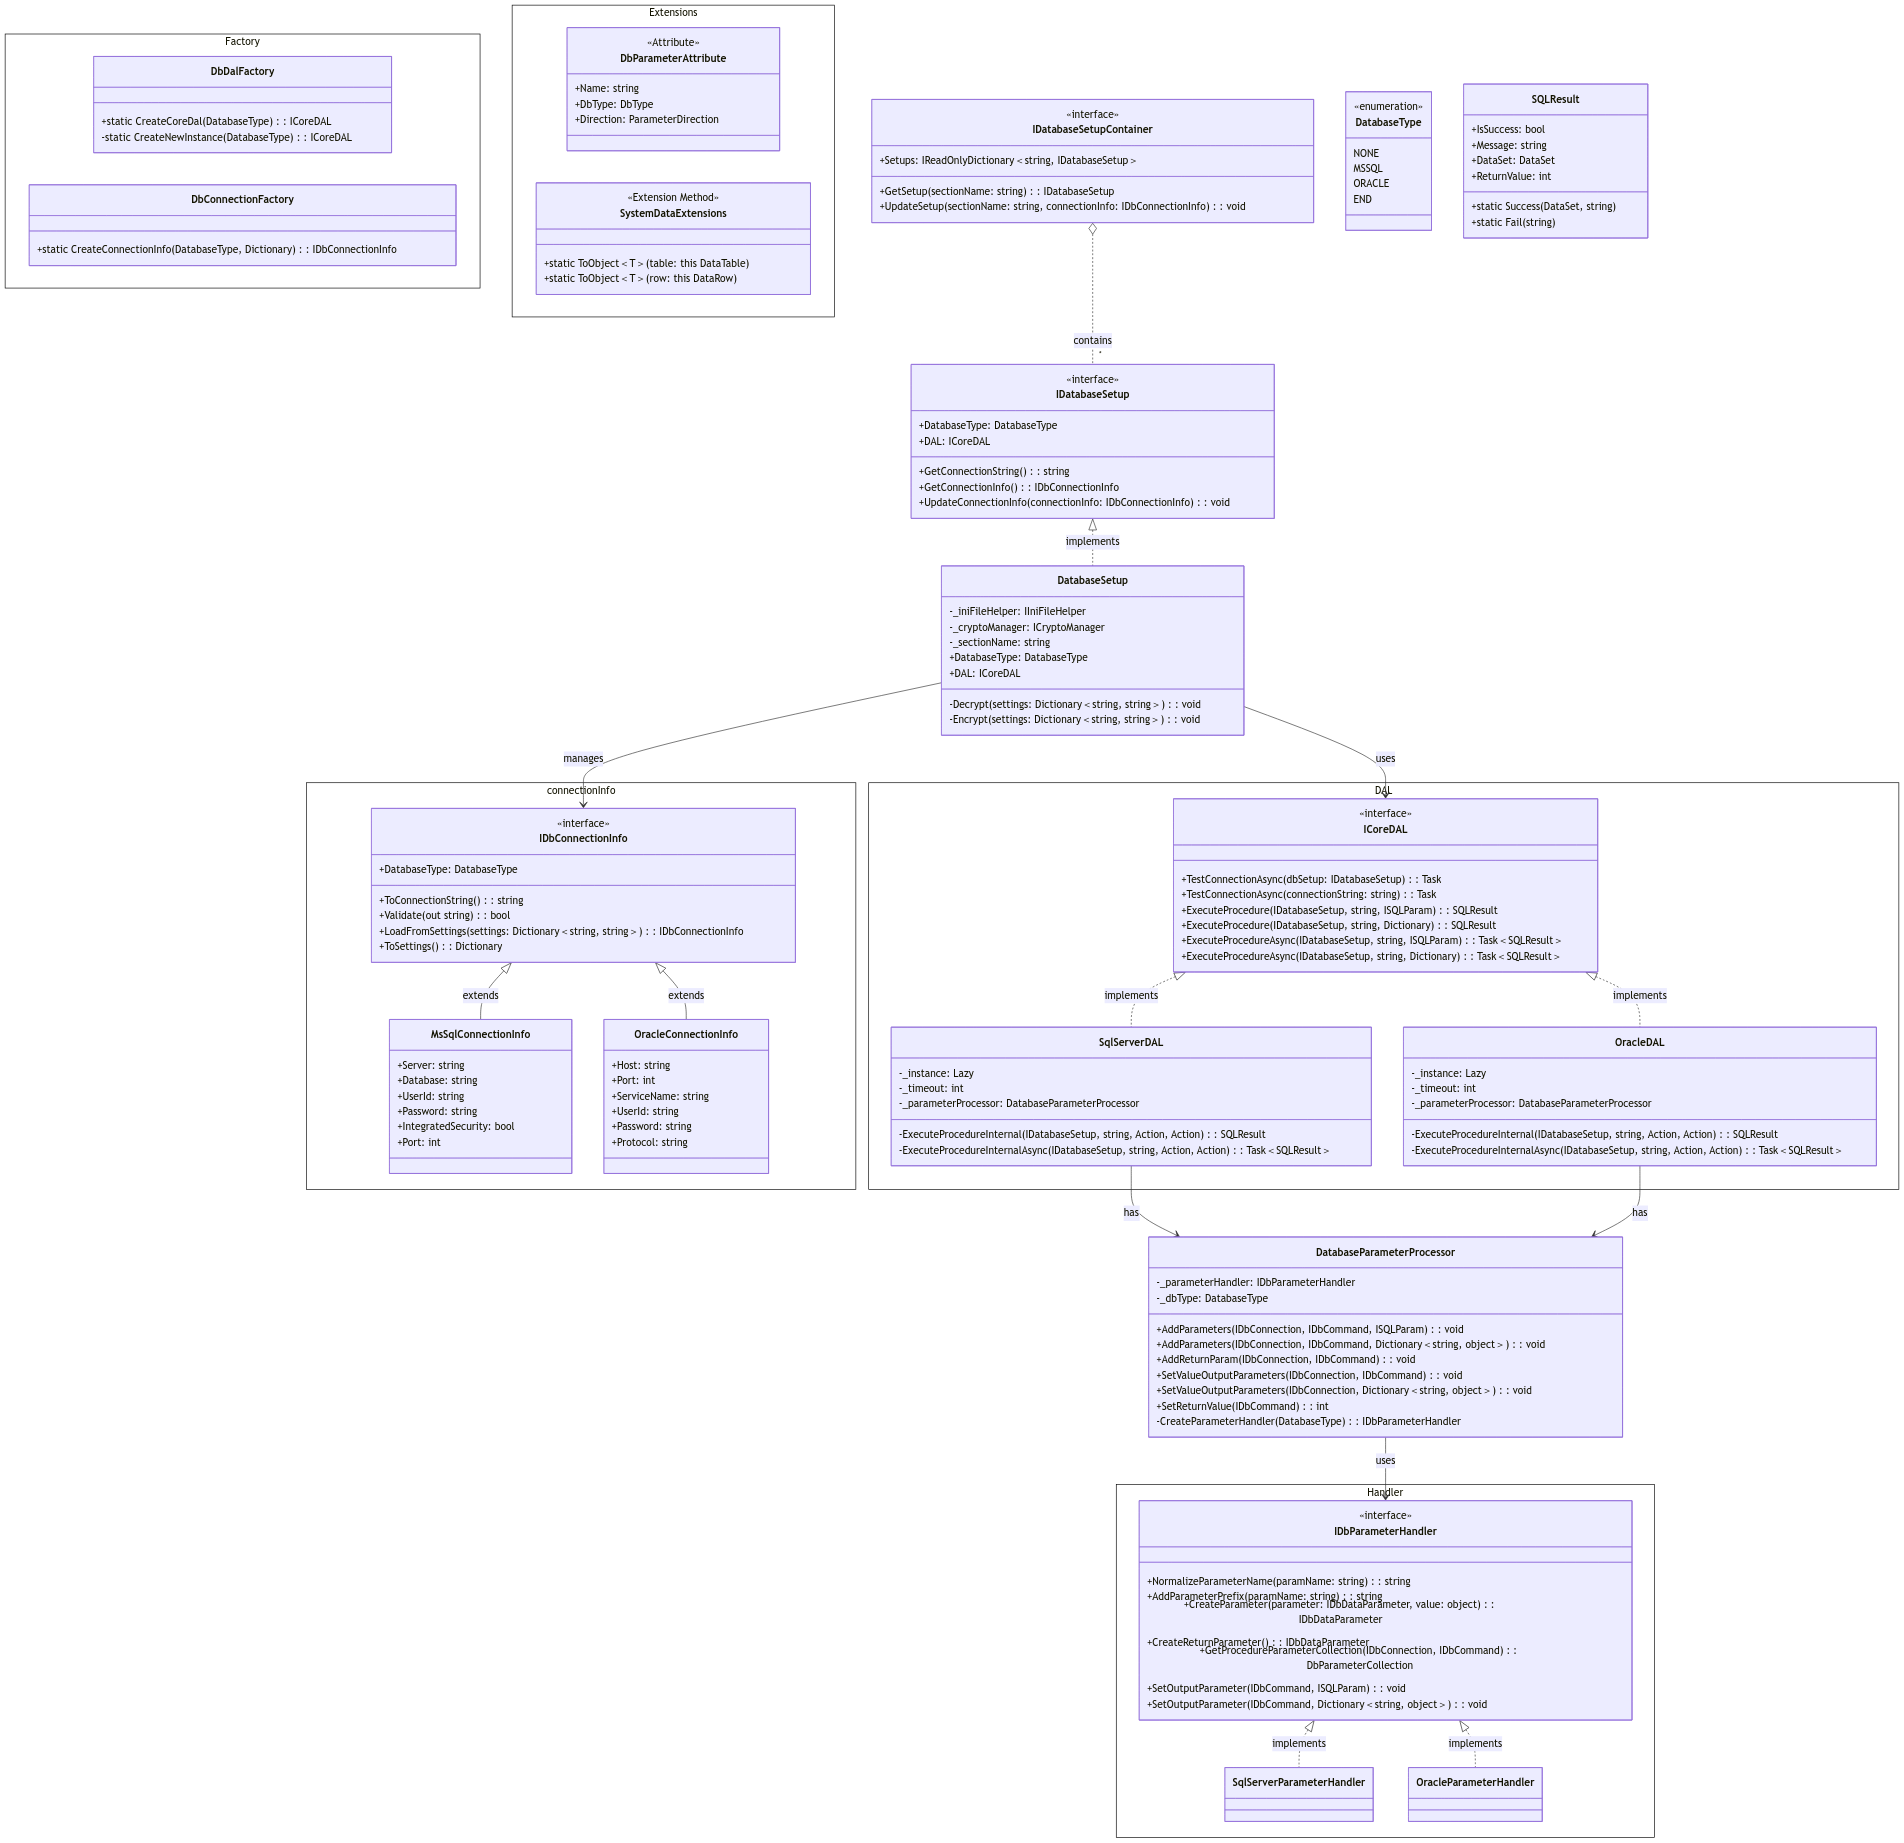 Factory
DbDalFactory
+static CreateCoreDal(DatabaseType) : : ICoreDAL
-static CreateNewInstance(DatabaseType) : : ICoreDAL
DbConnectionFactory
+static CreateConnectionInfo(DatabaseType, Dictionary) : : IDbConnectionInfo
Extensions
«Attribute»
DbParameterAttribute
+Name: string
+DbType: DbType
+Direction: ParameterDirection
«Extension Method»
SystemDataExtensions
+static ToObject<T>(table: this DataTable)
+static ToObject<T>(row: this DataRow)
«interface»
IDatabaseSetupContainer
+Setups: IReadOnlyDictionary<string, IDatabaseSetup>
+GetSetup(sectionName: string) : : IDatabaseSetup
+UpdateSetup(sectionName: string, connectionInfo: IDbConnectionInfo) : : void
«enumeration»
DatabaseType
NONE
MSSQL
ORACLE
END
SQLResult
+IsSuccess: bool
+Message: string
+DataSet: DataSet
+ReturnValue: int
+static Success(DataSet, string)
+static Fail(string)
contains
*
«interface»
IDatabaseSetup
+DatabaseType: DatabaseType
+DAL: ICoreDAL
+GetConnectionString() : : string
+GetConnectionInfo() : : IDbConnectionInfo
+UpdateConnectionInfo(connectionInfo: IDbConnectionInfo) : : void
implements
DatabaseSetup
-_iniFileHelper: IIniFileHelper
-_cryptoManager: ICryptoManager
-_sectionName: string
+DatabaseType: DatabaseType
+DAL: ICoreDAL
-Decrypt(settings: Dictionary<string, string>) : : void
-Encrypt(settings: Dictionary<string, string>) : : void
manages
uses
connectionInfo
«interface»
IDbConnectionInfo
+DatabaseType: DatabaseType
+ToConnectionString() : : string
+Validate(out string) : : bool
+LoadFromSettings(settings: Dictionary<string, string>) : : IDbConnectionInfo
+ToSettings() : : Dictionary
extends
extends
MsSqlConnectionInfo
+Server: string
+Database: string
+UserId: string
+Password: string
+IntegratedSecurity: bool
+Port: int
OracleConnectionInfo
+Host: string
+Port: int
+ServiceName: string
+UserId: string
+Password: string
+Protocol: string
DAL
«interface»
ICoreDAL
+TestConnectionAsync(dbSetup: IDatabaseSetup) : : Task
+TestConnectionAsync(connectionString: string) : : Task
+ExecuteProcedure(IDatabaseSetup, string, ISQLParam) : : SQLResult
+ExecuteProcedure(IDatabaseSetup, string, Dictionary) : : SQLResult
+ExecuteProcedureAsync(IDatabaseSetup, string, ISQLParam) : : Task<SQLResult>
+ExecuteProcedureAsync(IDatabaseSetup, string, Dictionary) : : Task<SQLResult>
implements
implements
SqlServerDAL
-_instance: Lazy
-_timeout: int
-_parameterProcessor: DatabaseParameterProcessor
-ExecuteProcedureInternal(IDatabaseSetup, string, Action, Action) : : SQLResult
-ExecuteProcedureInternalAsync(IDatabaseSetup, string, Action, Action) : : Task<SQLResult>
OracleDAL
-_instance: Lazy
-_timeout: int
-_parameterProcessor: DatabaseParameterProcessor
-ExecuteProcedureInternal(IDatabaseSetup, string, Action, Action) : : SQLResult
-ExecuteProcedureInternalAsync(IDatabaseSetup, string, Action, Action) : : Task<SQLResult>
has
has
DatabaseParameterProcessor
-_parameterHandler: IDbParameterHandler
-_dbType: DatabaseType
+AddParameters(IDbConnection, IDbCommand, ISQLParam) : : void
+AddParameters(IDbConnection, IDbCommand, Dictionary<string, object>) : : void
+AddReturnParam(IDbConnection, IDbCommand) : : void
+SetValueOutputParameters(IDbConnection, IDbCommand) : : void
+SetValueOutputParameters(IDbConnection, Dictionary<string, object>) : : void
+SetReturnValue(IDbCommand) : : int
-CreateParameterHandler(DatabaseType) : : IDbParameterHandler
uses
Handler
«interface»
IDbParameterHandler
+NormalizeParameterName(paramName: string) : : string
+AddParameterPrefix(paramName: string) : : string
+CreateParameter(parameter: IDbDataParameter, value: object) : :
IDbDataParameter
+CreateReturnParameter() : : IDbDataParameter
+GetProcedureParameterCollection(IDbConnection, IDbCommand) : :
DbParameterCollection
+SetOutputParameter(IDbCommand, ISQLParam) : : void
+SetOutputParameter(IDbCommand, Dictionary<string, object>) : : void
implements
implements
SqlServerParameterHandler
OracleParameterHandler